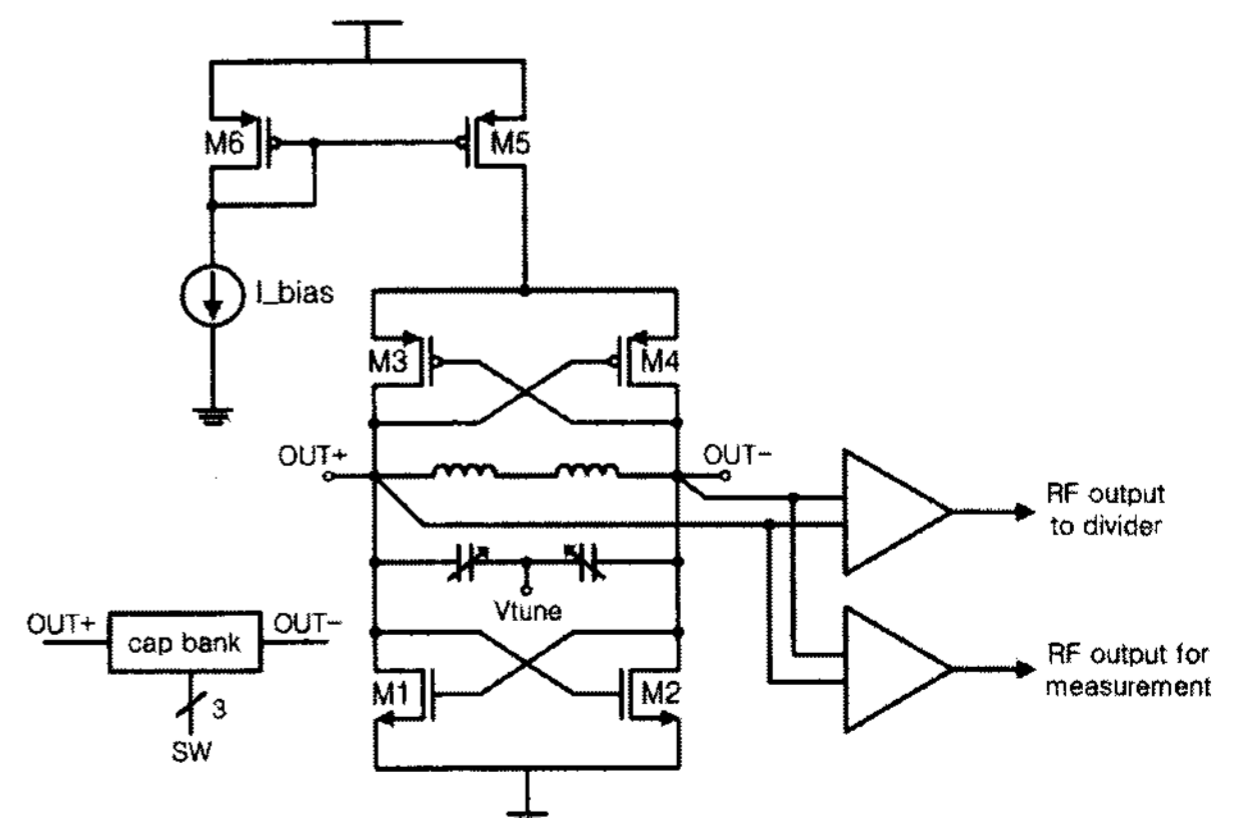 M6
M5
I_bias
M3
M4
OUT+
OUT-
RF output
to divider
Vtune
OUT+
OUT-
cap bank
3
SW
M1
M2
RF output for
measurement